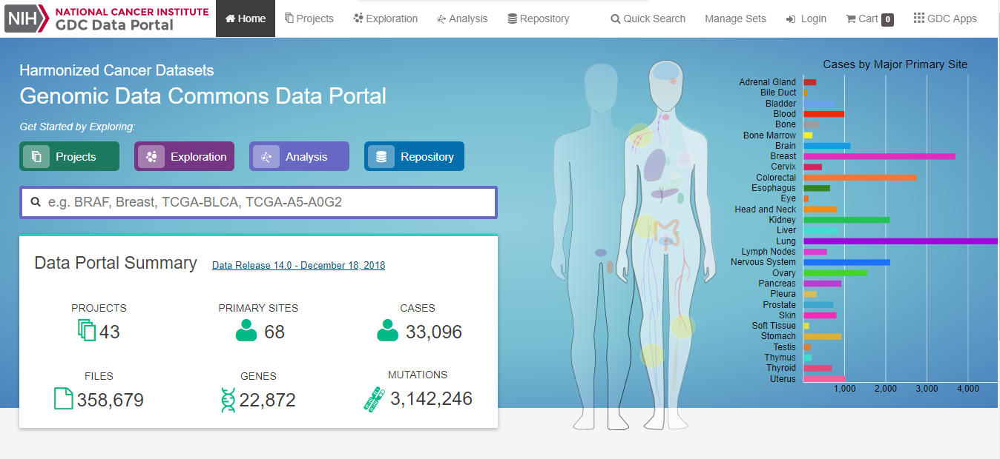 NIH NATIONAL CANCER INSTITUTE
GDC Data Portal
Home
Projects
Exploration
Analysis
Repository
Quick Search
Manage Sets
Login
Cart 0
GDC Apps
Harmonized Cancer Datasets
Genomic Data Commons Data Portal
Get Started by Exploring:
Projects
Exploration
Analysis
Repository
e.g. BRAF, Breast, TCGA-BLCA, TCGA-A5-A0G2
Data Portal Summary
Data Release 14.0 - December 18, 2018
PROJECTS
43
PRIMARY SITES
68
CASES
33,096
FILES
358,679
GENES
22,872
MUTATIONS
3,142,246
Cases by Major Primary Site
Adrenal Gland
Bile Duct
Bladder
Blood
Bone
Bone Marrow
Brain
Breast
Cervix
Colorectal
Esophagus
Eye
Head and Neck
Kidney
Liver
Lung
Lymph Nodes
Nervous System
Ovary
Pancreas
Pleura
Prostate
Skin
Soft Tissue
Stomach
Testis
Thymus
Thyroid
Uterus
1,000 2,000 3,000 4,000